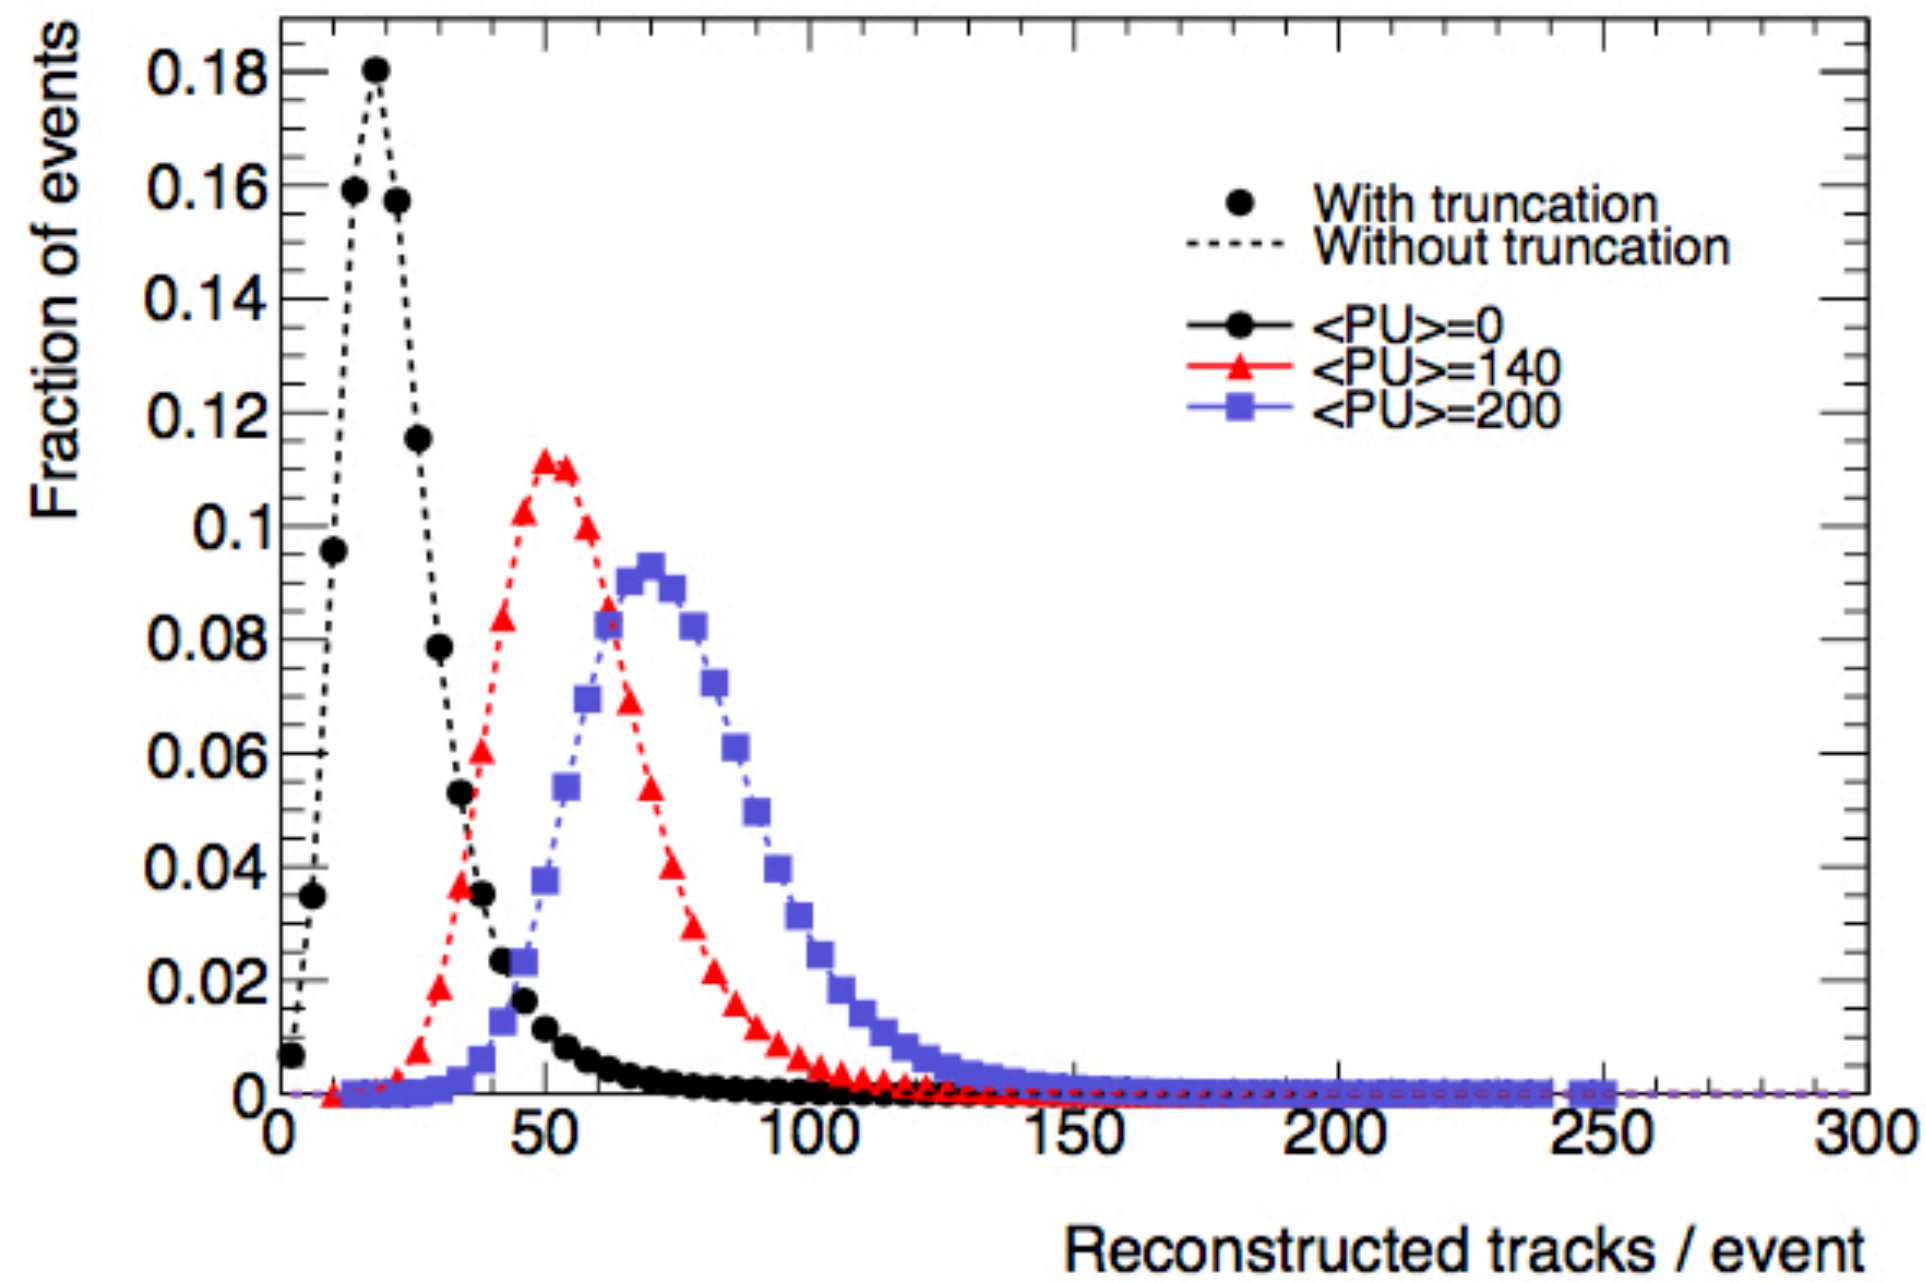 Fraction of events
0.18
0.16
0.14
0.12
0.1
0.08
0.06
0.04
0.02
0
With truncation
Without truncation
<PU>=0
<PU>=140
<PU>=200
0 50 100 150 200 250 300
Reconstructed tracks / event